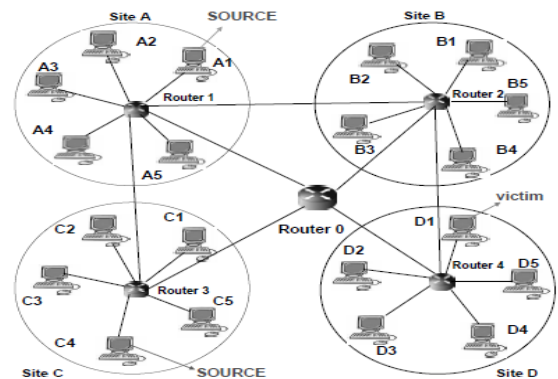 Site A
SOURCE
A2
A1
A3
Router 1
A4
A5
Site B
B1
B2
B5
Router 2
B3
B4
Router 0
victim
C1
C2
Router 3
C3
C5
C4
Site C
SOURCE
D1
D2
Router 4
D5
D3
D4
Site D